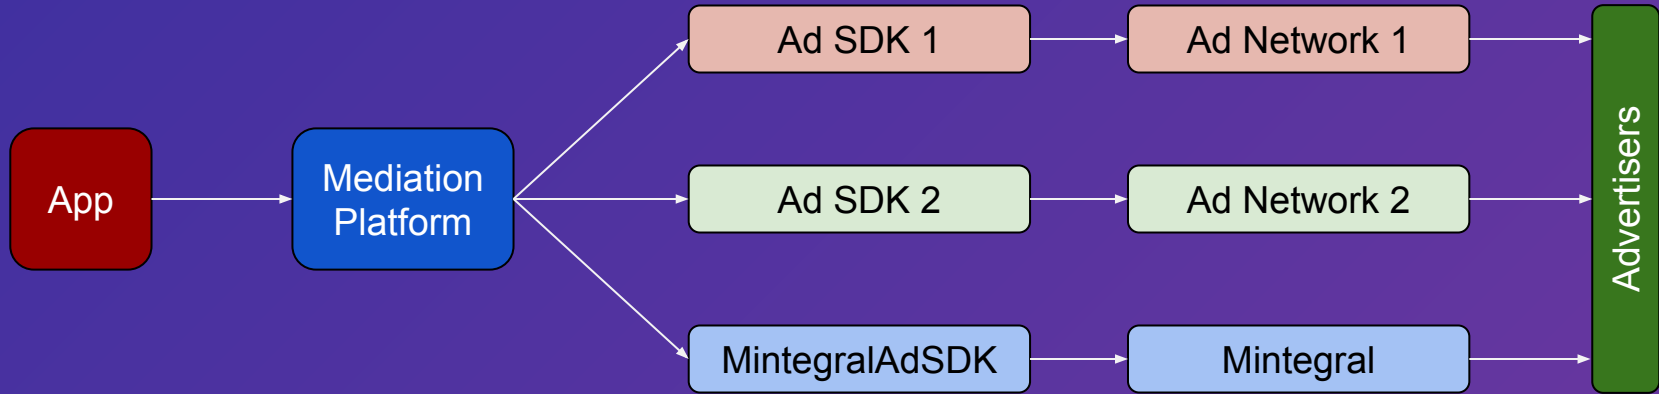 Ad SDK 1
Ad Network 1
App
Mediation
Platform
Ad SDK 2
Ad Network 2
MintegralAdSDK
Mintegral
Advertisers